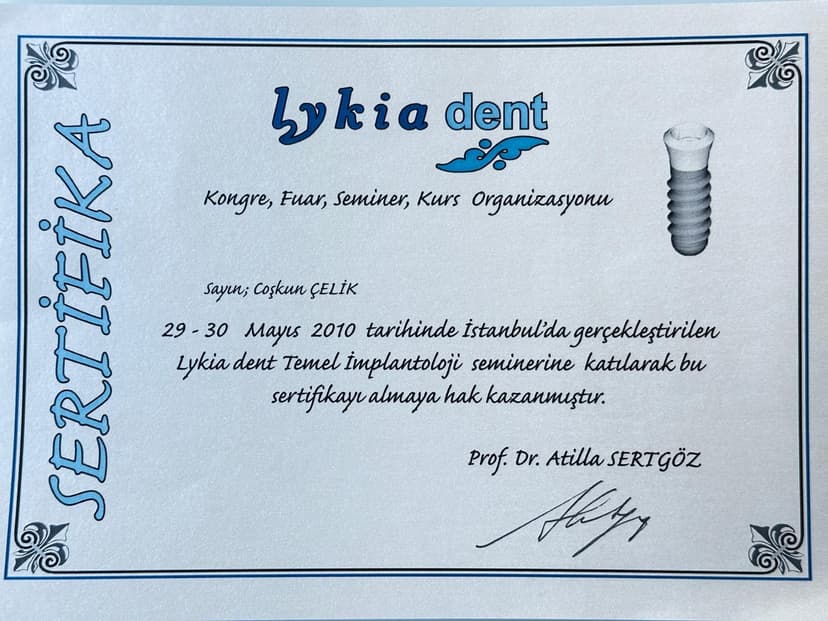 SERTİFİKA
Lykia dent
Kongre, Fuar, Seminer, Kurs Organizasyonu
Sayın; Coşkun ÇELİK
29 - 30 Mayıs 2010 tarihinde İstanbul'da gerçekleştirilen
Lykia dent Temel İmplantoloji seminerine katılarak bu
sertifikayı almaya hak kazanmıştır.
Prof. Dr. Atilla SERTGÖZ